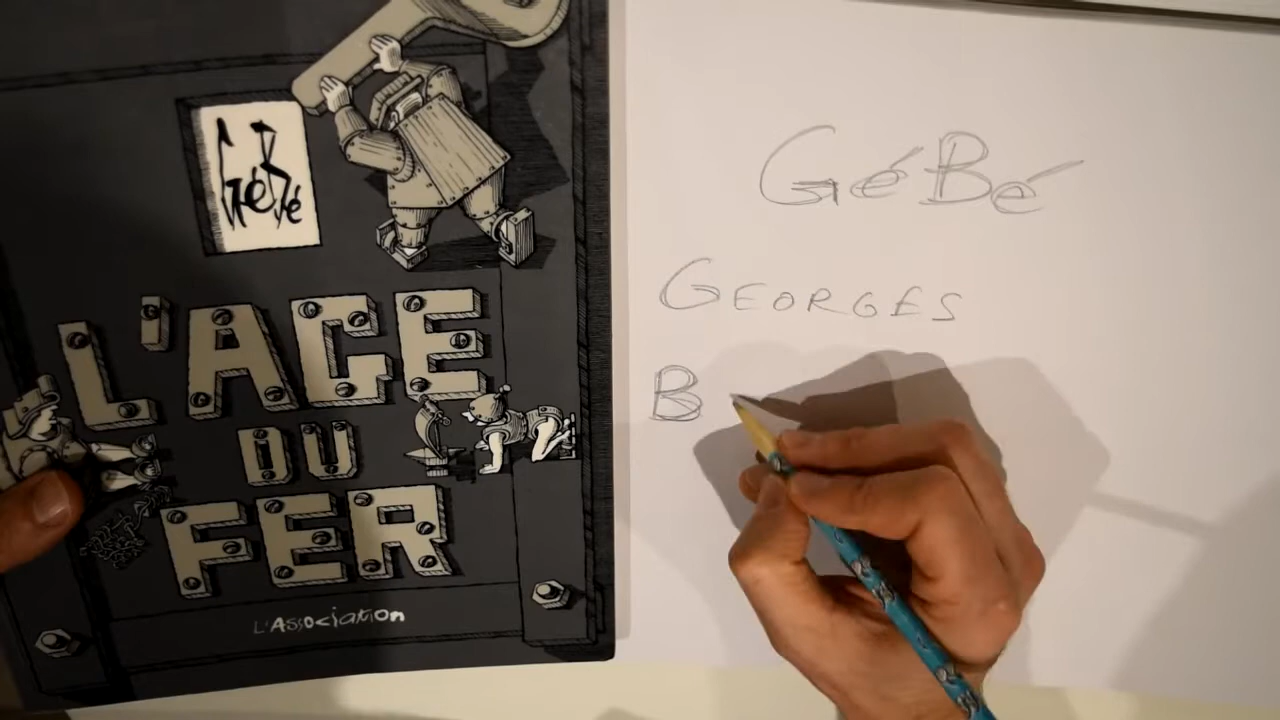 GéBé
L'AGE
DU
FER
L'Association
GéBé
GEORGES
B